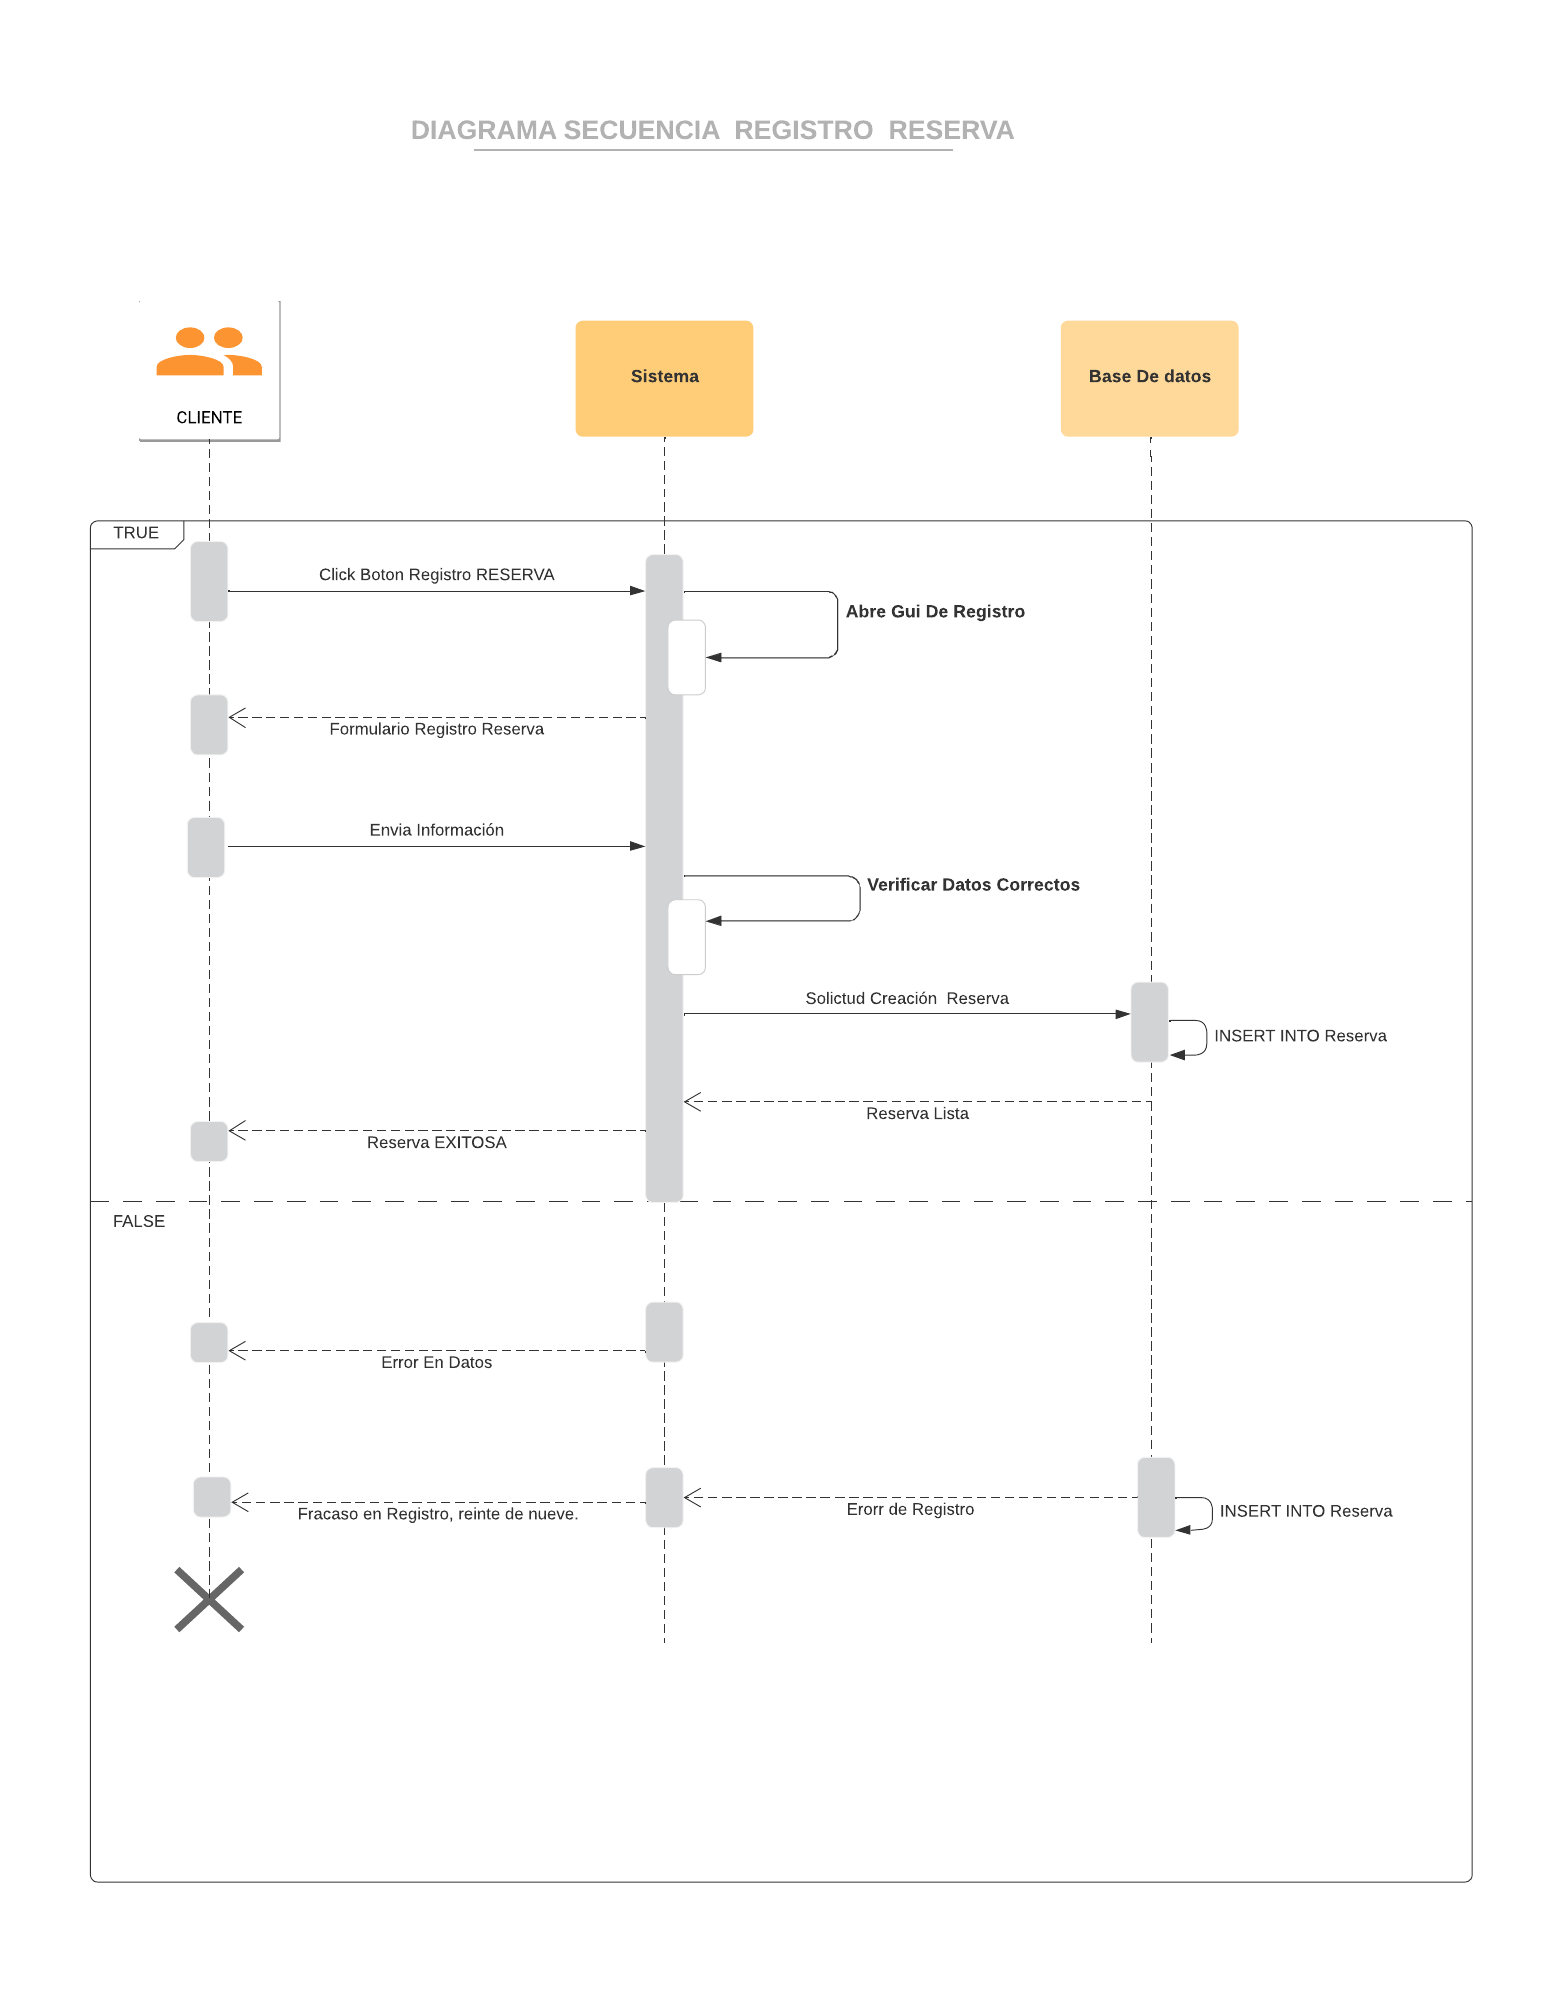 DIAGRAMA SECUENCIA  REGISTRO  RESERVA
CLIENTE
Sistema
Base De datos
TRUE
Click Boton Registro RESERVA
Abre Gui De Registro
Formulario Registro Reserva
Envia Información
Verificar Datos Correctos
Solictud Creación  Reserva
INSERT INTO Reserva
Reserva Lista
Reserva EXITOSA
FALSE
Error En Datos
Erorr de Registro
INSERT INTO Reserva
Fracaso en Registro, reinte de nueve.